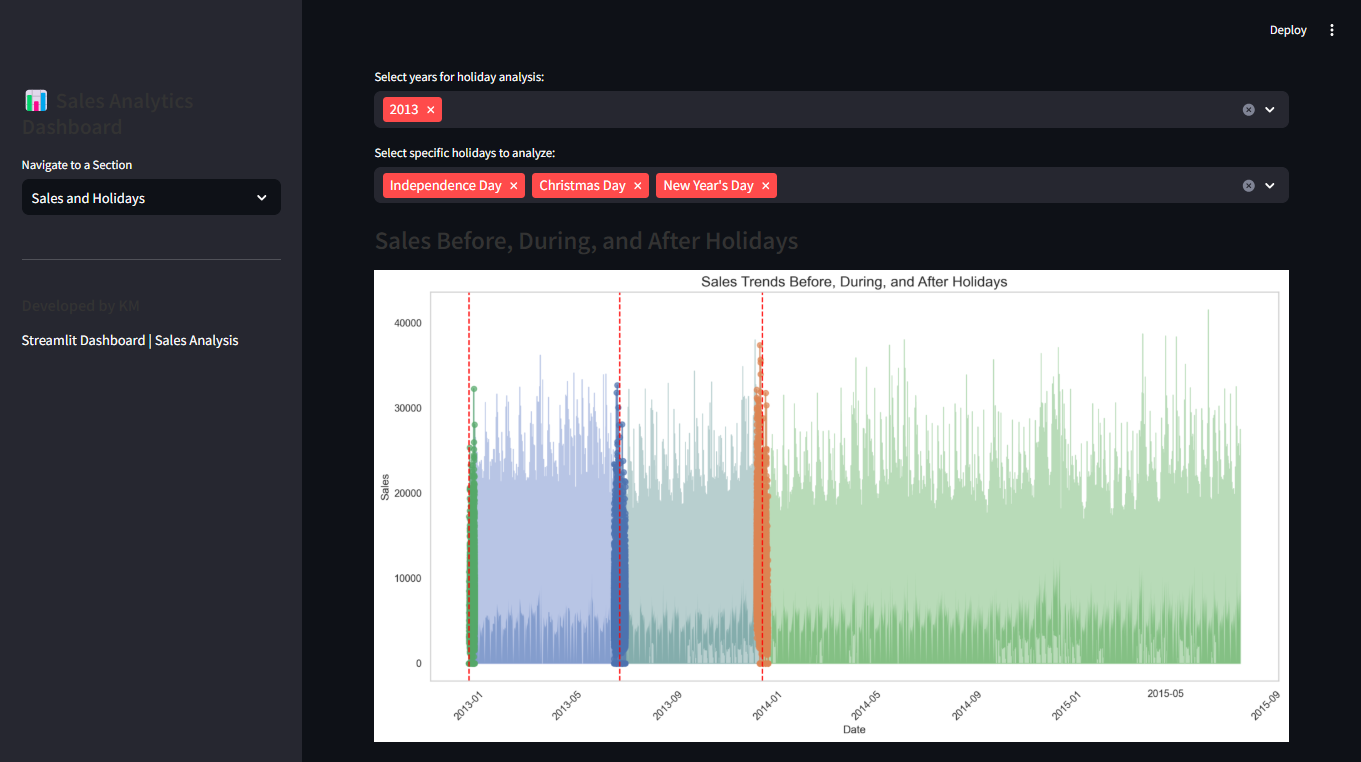 Deploy
Sales Analytics
Dashboard
Navigate to a Section
Sales and Holidays
Developed by KM
Streamlit Dashboard | Sales Analysis
Select years for holiday analysis:
2013
Select specific holidays to analyze:
Independence Day
Christmas Day
New Year's Day
Sales Before, During, and After Holidays
Sales Trends Before, During, and After Holidays
40000
30000
20000
10000
0
Sales
2013-01
2013-05
2013-09
2014-01
2014-05
2014-09
2015-01
2015-05
2015-09
Date